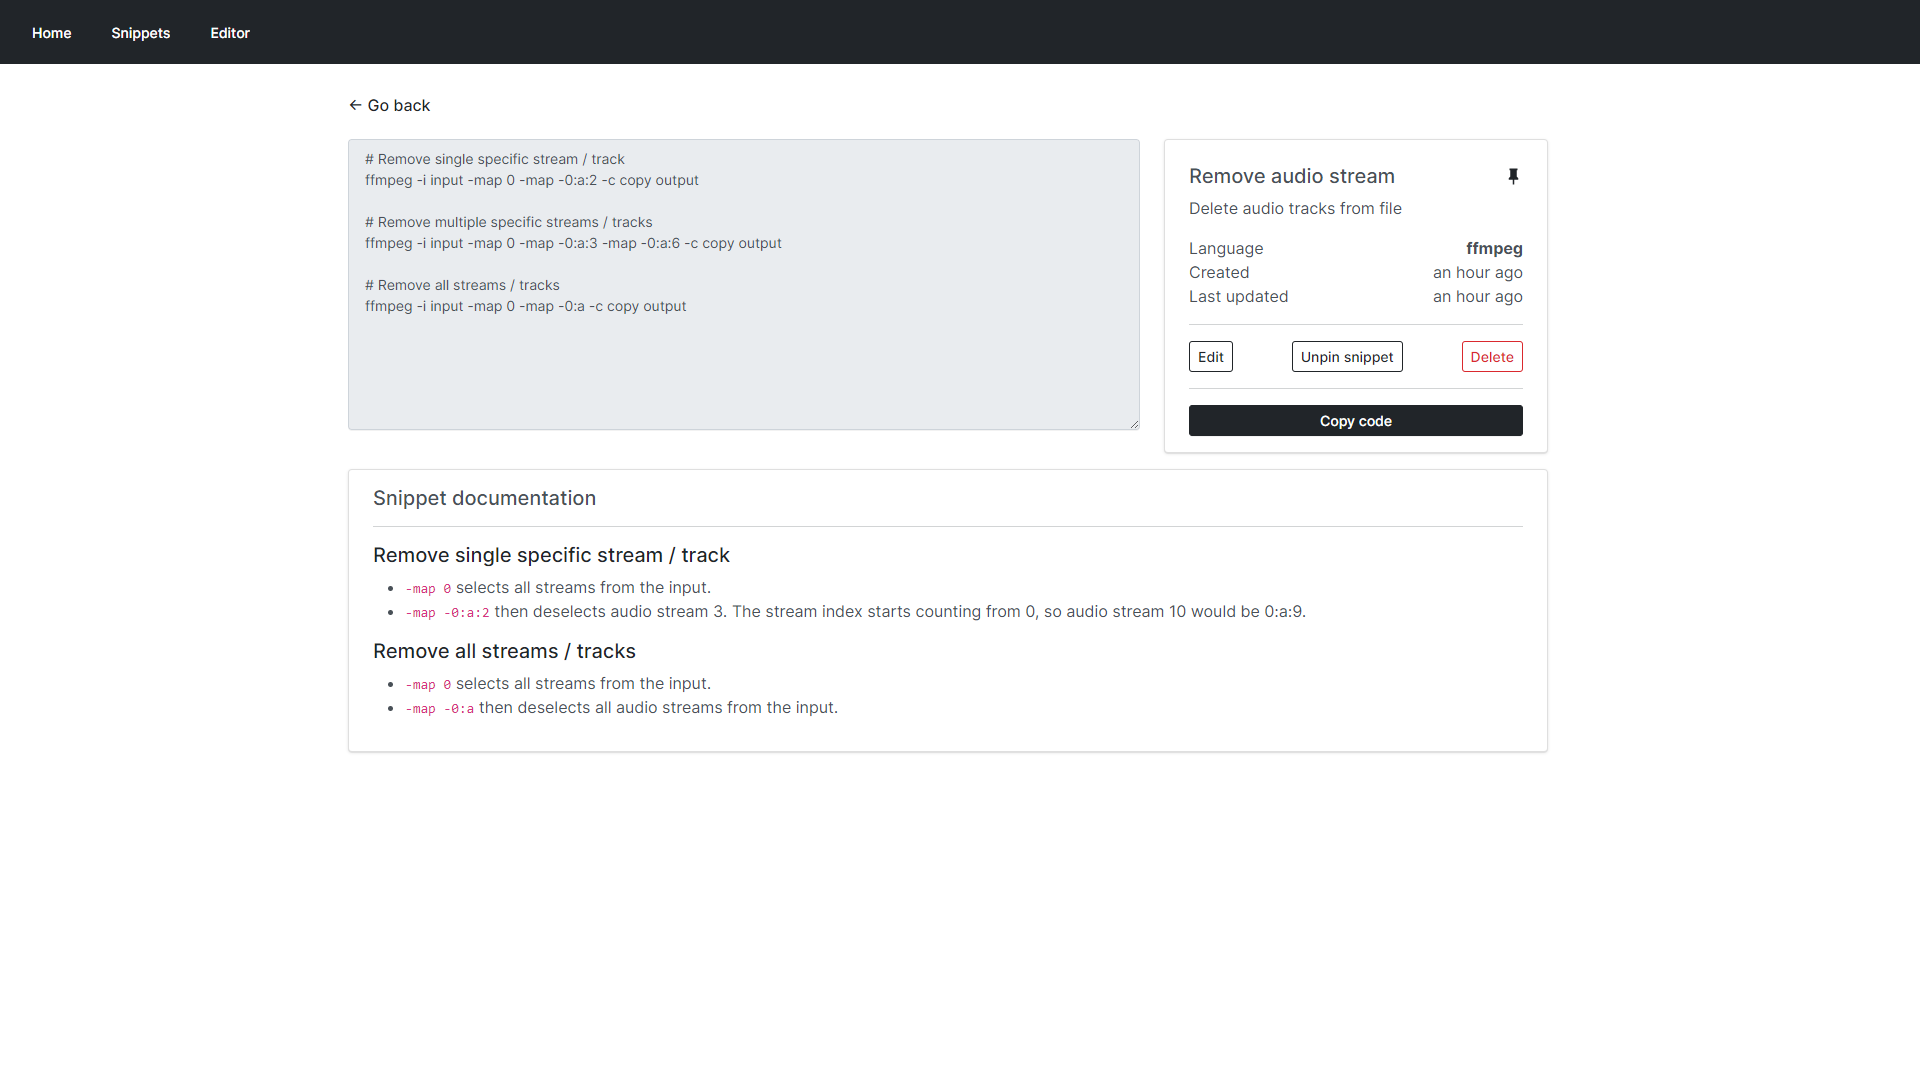 Home Snippets Editor
← Go back
# Remove single specific stream / track
ffmpeg -i input -map 0 -map -0:a:2 -c copy output
# Remove multiple specific streams / tracks
ffmpeg -i input -map 0 -map -0:a:3 -map -0:a:6 -c copy output
# Remove all streams / tracks
ffmpeg -i input -map 0 -map -0:a -c copy output
Remove audio stream
Delete audio tracks from file
Language ffmpeg
Created an hour ago
Last updated an hour ago
Edit Unpin snippet Delete
Copy code
Snippet documentation
Remove single specific stream / track
• -map 0 selects all streams from the input.
• -map -0:a:2 then deselects audio stream 3. The stream index starts counting from 0, so audio stream 10 would be 0:a:9.
Remove all streams / tracks
• -map 0 selects all streams from the input.
• -map -0:a then deselects all audio streams from the input.